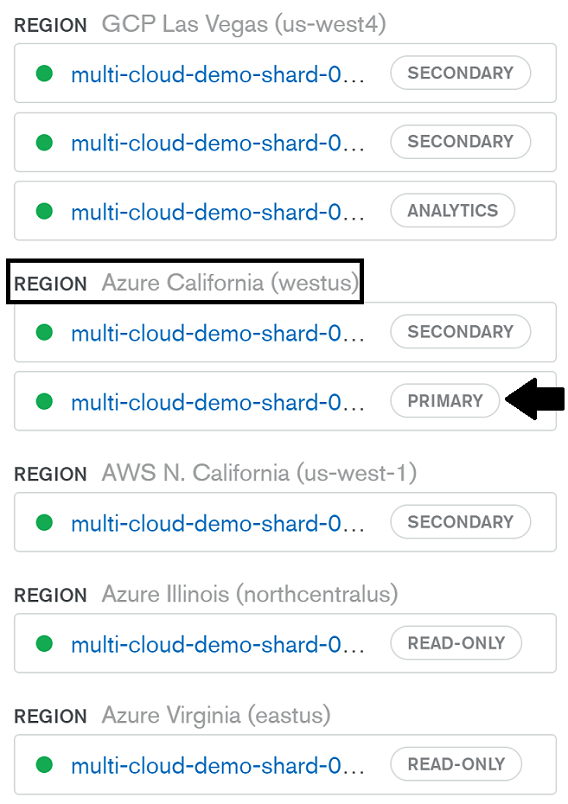 REGION GCP Las Vegas (us-west4)
multi-cloud-demo-shard-0... SECONDARY
multi-cloud-demo-shard-0... SECONDARY
multi-cloud-demo-shard-0... ANALYTICS
REGION Azure California (westus)
multi-cloud-demo-shard-0... SECONDARY
multi-cloud-demo-shard-0... PRIMARY
REGION AWS N. California (us-west-1)
multi-cloud-demo-shard-0... SECONDARY
REGION Azure Illinois (northcentralus)
multi-cloud-demo-shard-0... READ-ONLY
REGION Azure Virginia (eastus)
multi-cloud-demo-shard-0... READ-ONLY